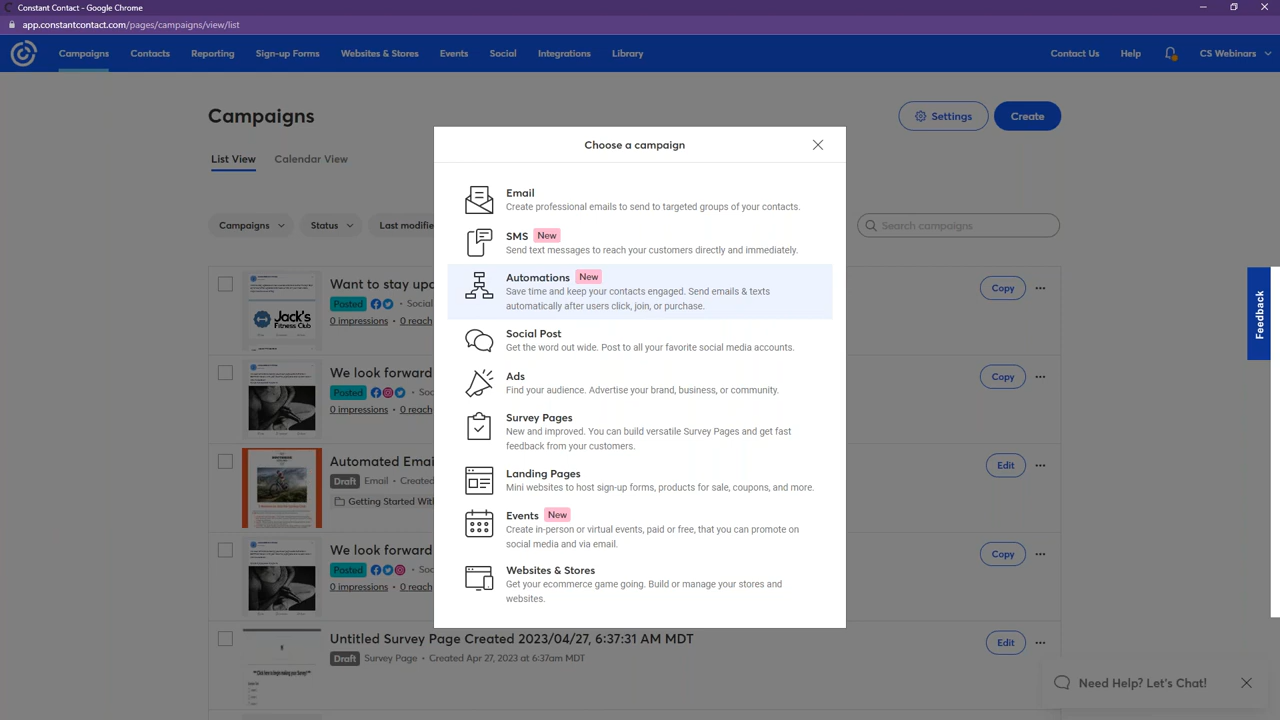 Constant Contact - Google Chrome
app.constantcontact.com/pages/campaigns/view/list
Campaigns Contacts Reporting Sign-up Forms Websites & Stores Events Social Integrations Library Contact Us Help CS Webinars
Campaigns
Settings
Create
List View Calendar View
Campaigns Status Last modifie
Search campaigns
Choose a campaign
Email
Create professional emails to send to targeted groups of your contacts.
SMS New
Send text messages to reach your customers directly and immediately.
Automations New
Save time and keep your contacts engaged. Send emails & texts
automatically after users click, join, or purchase.
Social Post
Get the word out wide. Post to all your favorite social media accounts.
Ads
Find your audience. Advertise your brand, business, or community.
Survey Pages
New and improved. You can build versatile Survey Pages and get fast
feedback from your customers.
Landing Pages
Mini websites to host sign-up forms, products for sale, coupons, and more.
Events New
Create in-person or virtual events, paid or free, that you can promote on
social media and via email.
Websites & Stores
Get your ecommerce game going. Build or manage your stores and
websites.
Jack's
Fitness Club
Want to stay upd
Posted Social
0 impressions • 0 reach
Copy
We look forward
Posted Soc
0 impressions • 0 reach
Copy
Automated Emai
Draft Email • Created
Getting Started With
Edit
We look forward
Posted Soc
0 impressions • 0 reach
Copy
Untitled Survey Page Created 2023/04/27, 6:37:31 AM MDT
Draft Survey Page • Created Apr 27, 2023 at 6:37am MDT
Edit
Feedback
Need Help? Let's Chat!